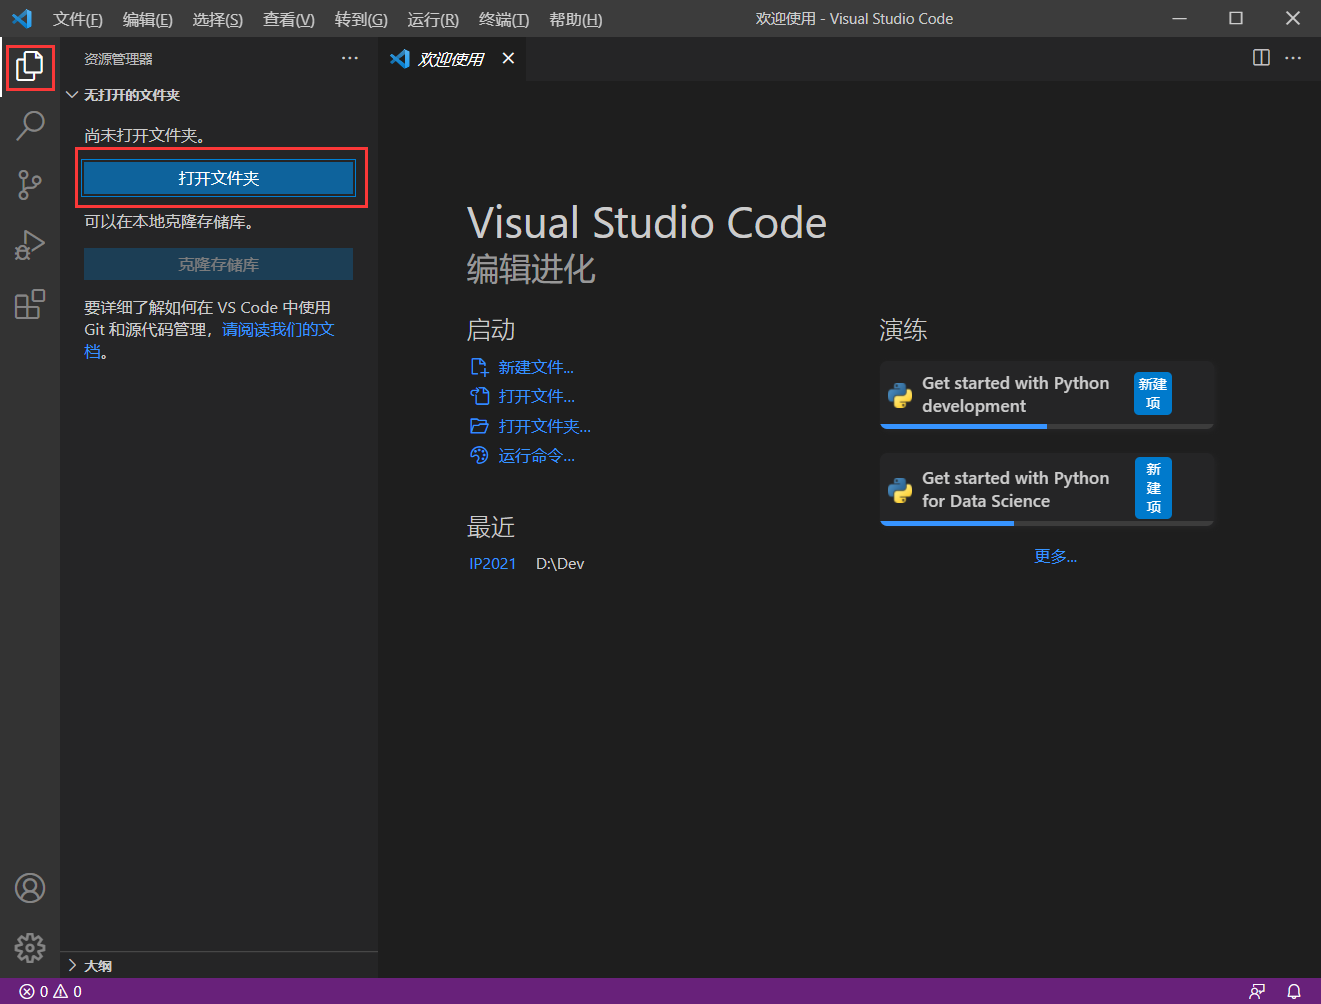 文件(F) 编辑(E) 选择(S) 查看(V) 转到(G) 运行(R) 终端(T) 帮助(H) 欢迎使用 - Visual Studio Code
资源管理器
欢迎使用
无打开的文件夹
尚未打开文件夹。
打开文件夹
可以在本地克隆存储库。
克隆存储库
要详细了解如何在 VS Code 中使用
Git 和源代码管理，请阅读我们的文
档。
大纲
Visual Studio Code
编辑进化
启动
新建文件...
打开文件...
打开文件夹...
运行命令...
最近
IP2021 D:\Dev
演练
Get started with Python
development
新建
项
Get started with Python
for Data Science
新
建
项
更多...
0 0